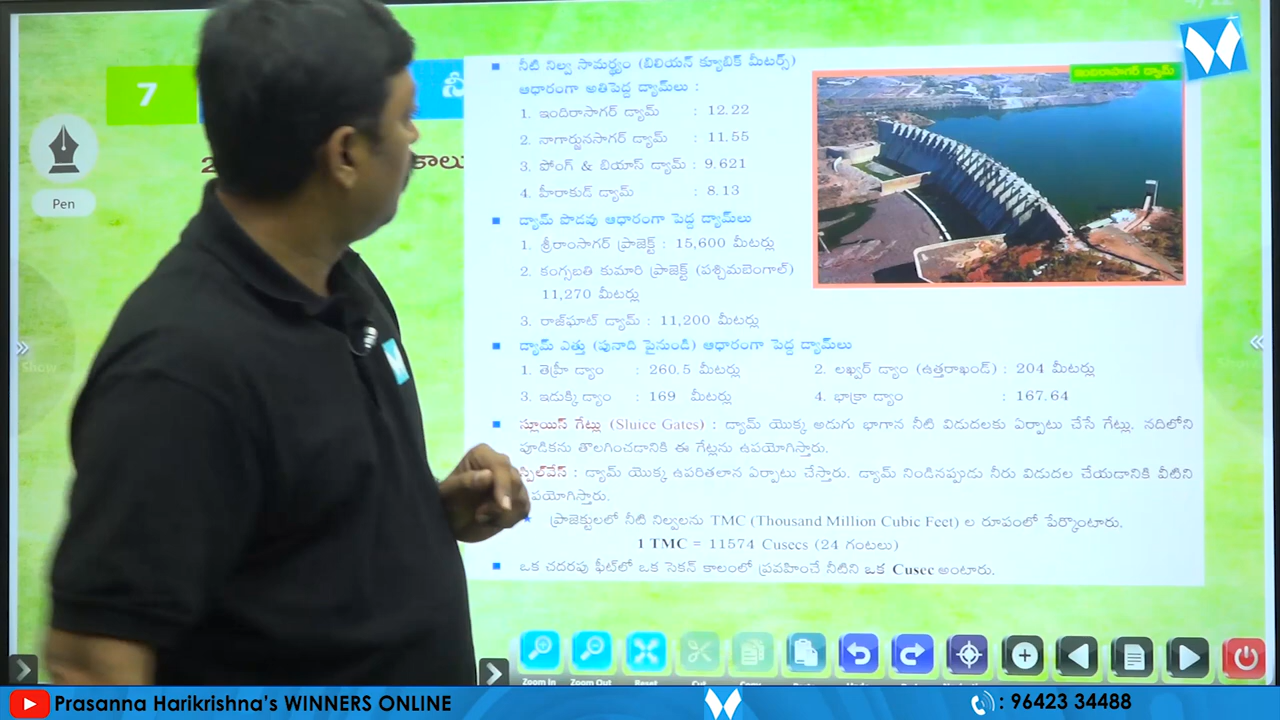 7
Pen
Show
నీటి నిల్వ సామర్థ్యం (బిలియన్ క్యూబిక్ మీటర్స్)
ఆధారంగా అతిపెద్ద డ్యామ్‌లు :
1. ఇందిరాసాగర్ డ్యామ్ : 12.22
2. నాగార్జునసాగర్ డ్యామ్ : 11.55
3. పోంగ్ & బియాస్ డ్యామ్ : 9.621
4. హీరాకుడ్ డ్యామ్ : 8.13
ఇందిరాసాగర్ డ్యామ్
డ్యామ్ పొడవు ఆధారంగా పెద్ద డ్యామ్‌లు
1. శ్రీరాంసాగర్ ప్రాజెక్ట్ : 15,600 మీటర్లు
2. కంగ్సబతి కుమారి ప్రాజెక్ట్ (పశ్చిమబెంగాల్)
11,270 మీటర్లు
3. రాజ్‌ఘాట్ డ్యామ్ : 11,200 మీటర్లు
డ్యామ్ ఎత్తు (పునాది పైనుండి) ఆధారంగా పెద్ద డ్యామ్‌లు
1. తెహ్రీ డ్యాం : 260.5 మీటర్లు 2. లఖ్వర్ డ్యాం (ఉత్తరాఖండ్) : 204 మీటర్లు
3. ఇడుక్కి డ్యాం : 169 మీటర్లు 4. భాక్రా డ్యాం : 167.64
స్లూయిస్ గేట్లు (Sluice Gates) : డ్యామ్ యొక్క అడుగు భాగాన నీటి విడుదలకు ఏర్పాటు చేసే గేట్లు. నదిలోని
పూడికను తొలగించడానికి ఈ గేట్లను ఉపయోగిస్తారు.
స్పిల్‌వేస్ : డ్యామ్ యొక్క ఉపరితలాన ఏర్పాటు చేస్తారు. డ్యామ్ నిండినప్పుడు నీరు విడుదల చేయడానికి వీటిని
పయోగిస్తారు.
ప్రాజెక్టులలో నీటి నిల్వలను TMC (Thousand Million Cubic Feet) ల రూపంలో పేర్కొంటారు.
1 TMC = 11574 Cusecs (24 గంటలు)
ఒక చదరపు ఫీట్‌లో ఒక సెకన్ కాలంలో ప్రవహించే నీటిని ఒక Cusec అంటారు.
Zoom In Zoom Out Reset Cut Copy
Prasanna Harikrishna's WINNERS ONLINE
: 96423 34488